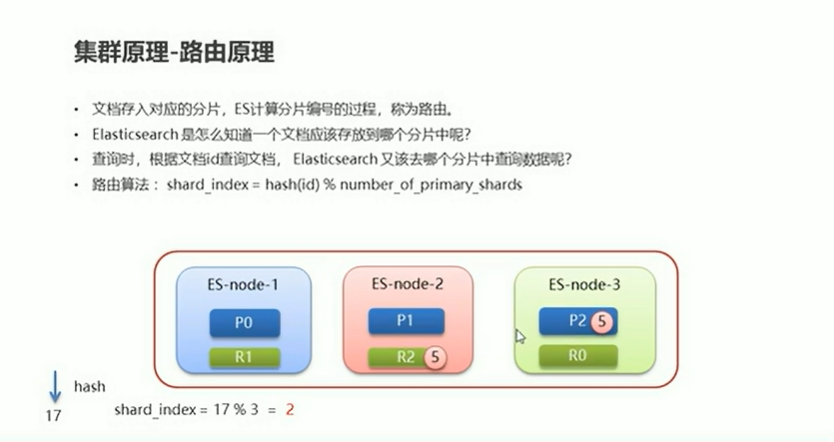 集群原理-路由原理
• 文档存入对应的分片，ES计算分片编号的过程，称为路由。
• Elasticsearch 是怎么知道一个文档应该存放到哪个分片中呢?
• 查询时，根据文档id查询文档， Elasticsearch 又该去哪个分片中查询数据呢?
• 路由算法 ：shard_index = hash(id) % number_of_primary_shards
ES-node-1
ES-node-2
ES-node-3
P0
P1
P2 5
R1
R2 5
R0
hash
17
shard_index = 17 % 3 = 2